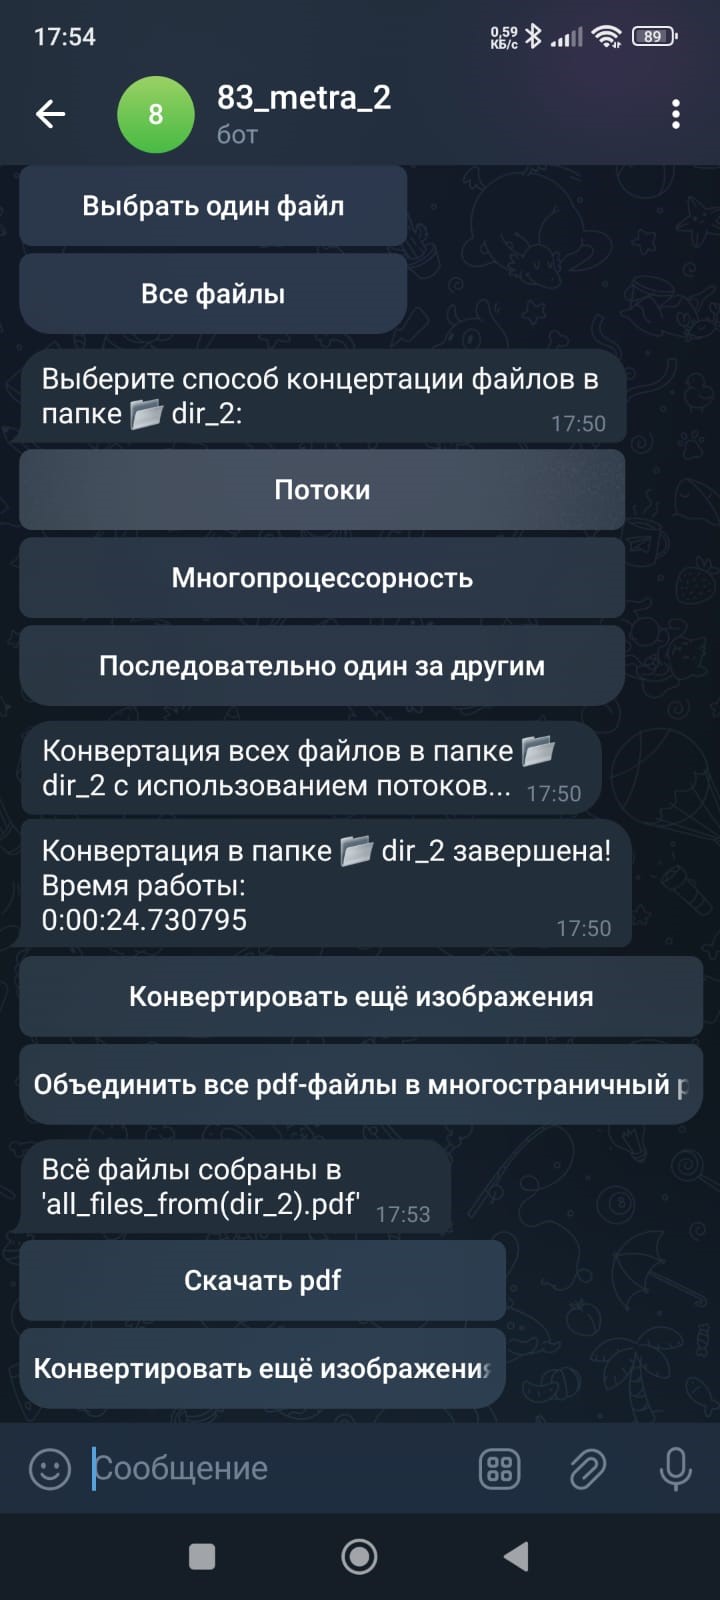 17:54
0,59
КБ/с
89
8
83_metra_2
бот
Выбрать один файл
Все файлы
Выберите способ концертации файлов в
папке dir_2:
17:50
Потоки
Многопроцессорность
Последовательно один за другим
Конвертация всех файлов в папке
dir_2 с использованием потоков...
17:50
Конвертация в папке dir_2 завершена!
Время работы:
0:00:24.730795
17:50
Конвертировать ещё изображения
Объединить все pdf-файлы в многостраничный p
Всё файлы собраны в
'all_files_from(dir_2).pdf'
17:53
Скачать pdf
Конвертировать ещё изображения
Сообщение